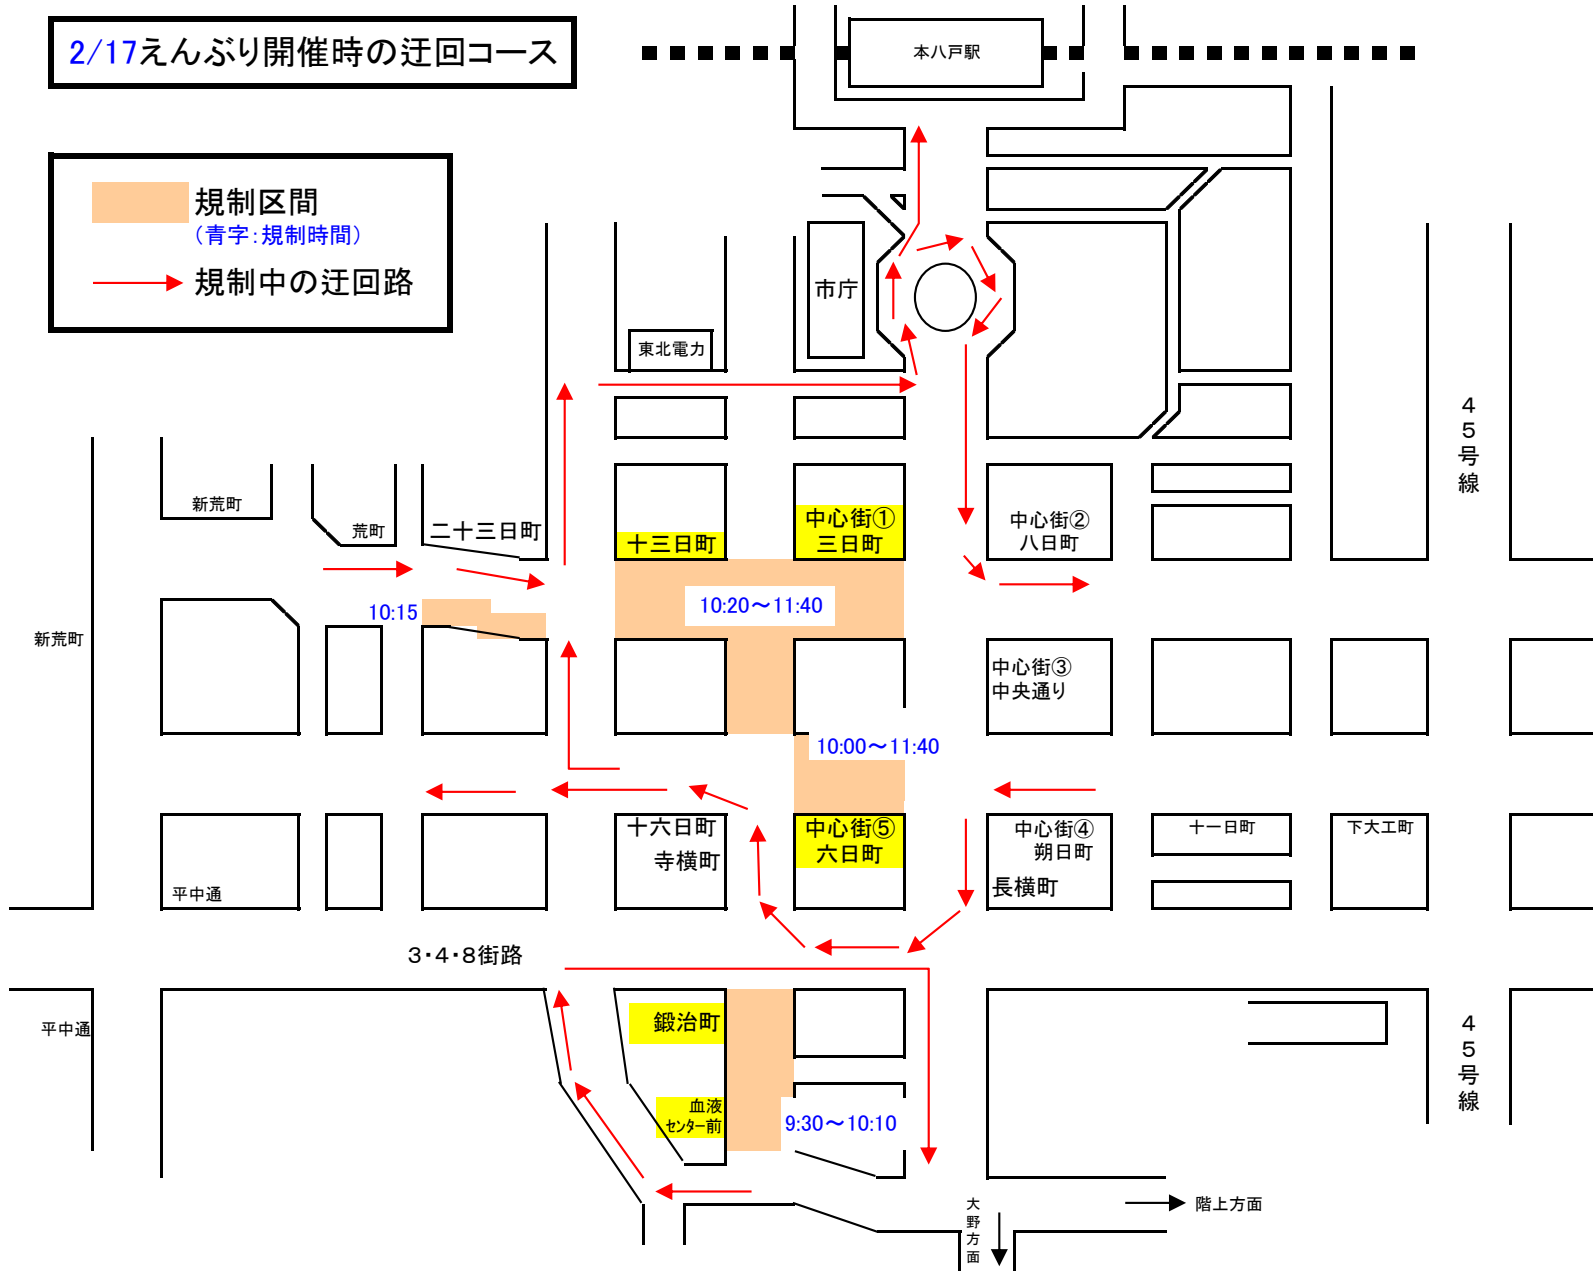 2/17えんぶり開催時の迂回コース
本八戸駅
規制区間
（青字：規制時間）
規制中の迂回路
市庁
東北電力
45号線
新荒町
荒町
二十三日町
十三日町
中心街①
三日町
中心街②
八日町
10:15
10:20～11:40
新荒町
中心街③
中央通り
10:00～11:40
十六日町
寺横町
中心街⑤
六日町
中心街④
朔日町
長横町
十一日町
下大工町
平中通
3・4・8街路
平中通
鍛治町
45号線
血液
センター前
9:30～10:10
大野方面
階上方面